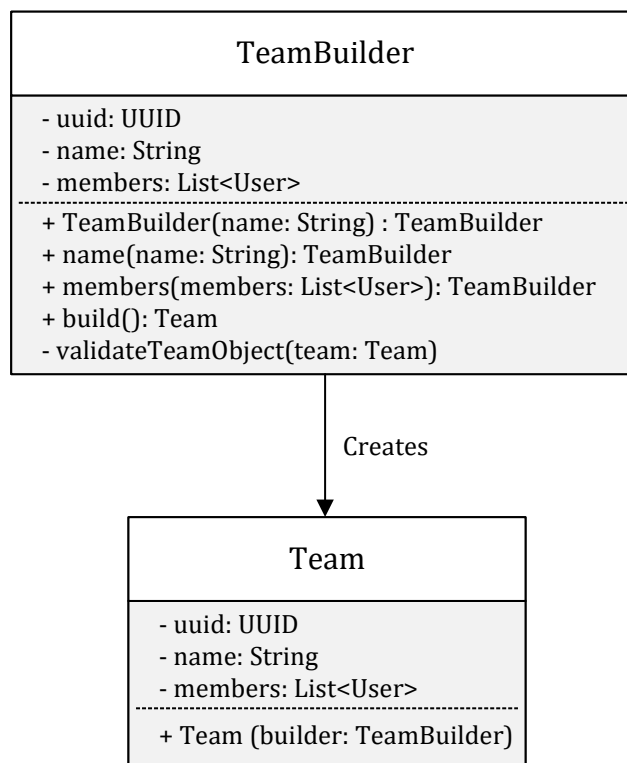 TeamBuilder
- uuid: UUID
- name: String
- members: List<User>
+ TeamBuilder(name: String) : TeamBuilder
+ name(name: String): TeamBuilder
+ members(members: List<User>): TeamBuilder
+ build(): Team
- validateTeamObject(team: Team)
Creates
Team
- uuid: UUID
- name: String
- members: List<User>
+ Team (builder: TeamBuilder)